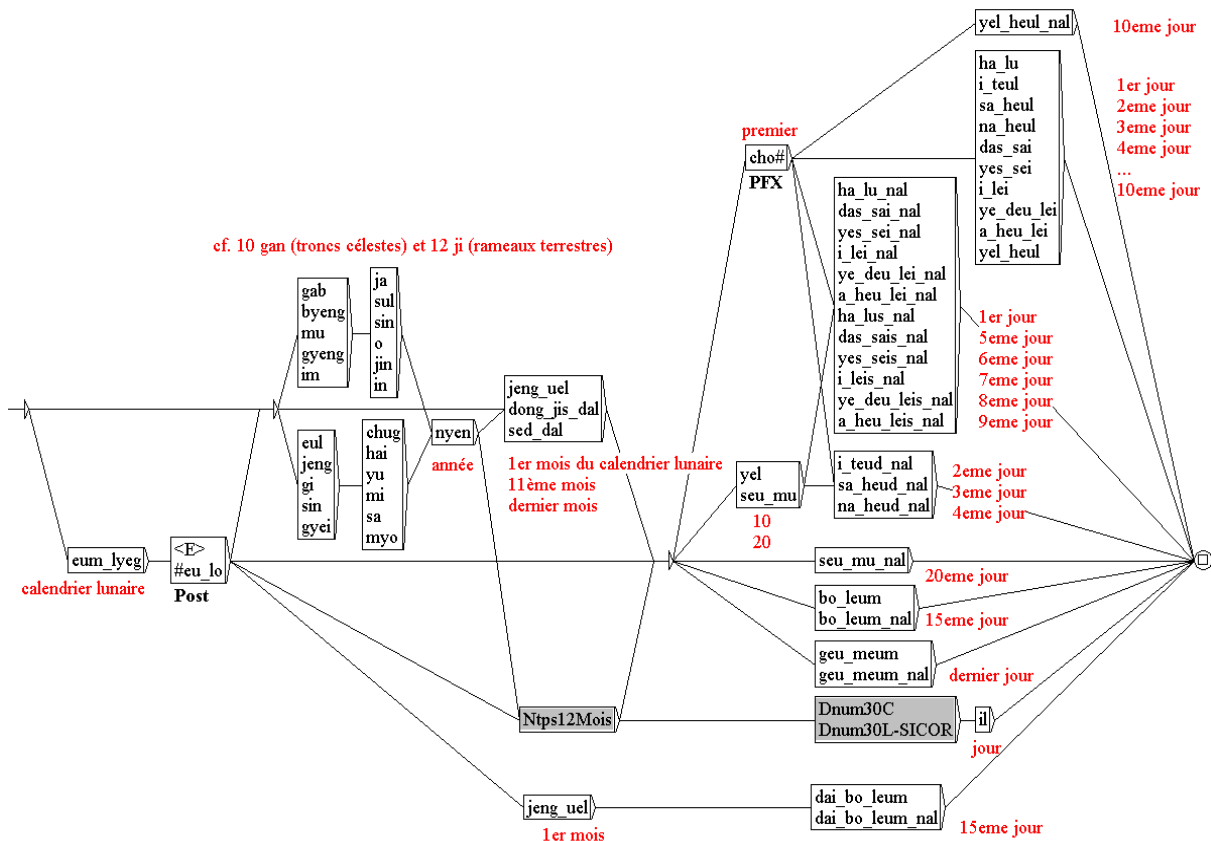 yel_heul_nal
10eme jour
ha_lu
i_teul
sa_heul
na_heul
das_sai
yes_sei
i_lei
ye_deu_lei
a_heu_lei
yel_heul
1er jour
2eme jour
3eme jour
4eme jour
...
10eme jour
premier
cho#
PFX
ha_lu_nal
das_sai_nal
yes_sei_nal
i_lei_nal
ye_deu_lei_nal
a_heu_lei_nal
ha_lus_nal
das_sais_nal
yes_seis_nal
i_leis_nal
ye_deu_leis_nal
a_heu_leis_nal
1er jour
5eme jour
6eme jour
7eme jour
8eme jour
9eme jour
cf. 10 gan (troncs célestes) et 12 ji (rameaux terrestres)
gab
byeng
mu
gyeng
im
ja
sul
sin
o
jin
in
eul
jeng
gi
sin
gyei
chug
hai
yu
mi
sa
myo
nyen
année
jeng_uel
dong_jis_dal
sed_dal
1er mois du calendrier lunaire
11ème mois
dernier mois
yel
seu_mu
10
20
i_teud_nal
sa_heud_nal
na_heud_nal
2eme jour
3eme jour
4eme jour
eum_lyeg
calendrier lunaire
<E>
#eu_lo
Post
seu_mu_nal
20eme jour
bo_leum
bo_leum_nal
15eme jour
geu_meum
geu_meum_nal
dernier jour
Ntps12Mois
Dnum30C
Dnum30L-SICOR
il
jour
jeng_uel
1er mois
dai_bo_leum
dai_bo_leum_nal
15eme jour